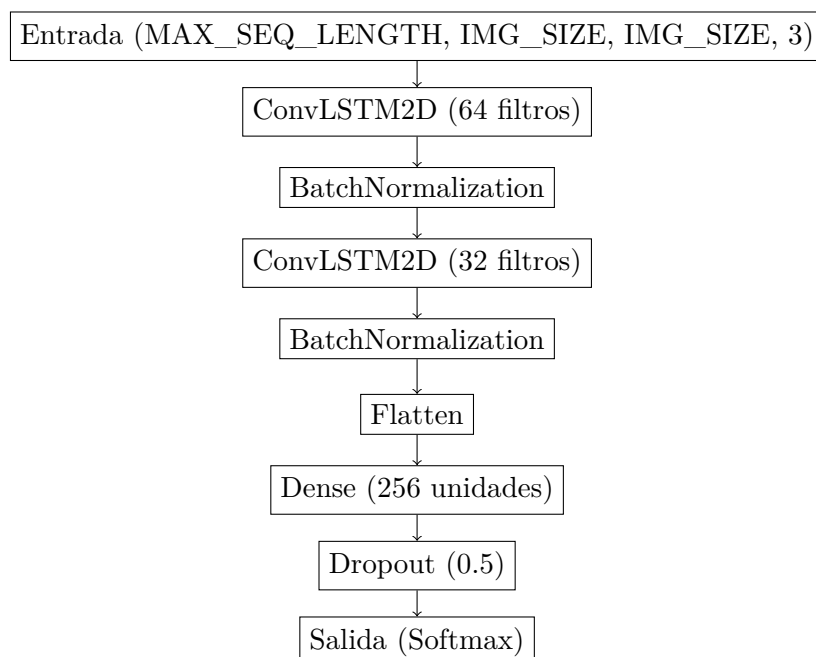 Entrada (MAX_SEQ_LENGTH, IMG_SIZE, IMG_SIZE, 3)
ConvLSTM2D (64 filtros)
BatchNormalization
ConvLSTM2D (32 filtros)
BatchNormalization
Flatten
Dense (256 unidades)
Dropout (0.5)
Salida (Softmax)